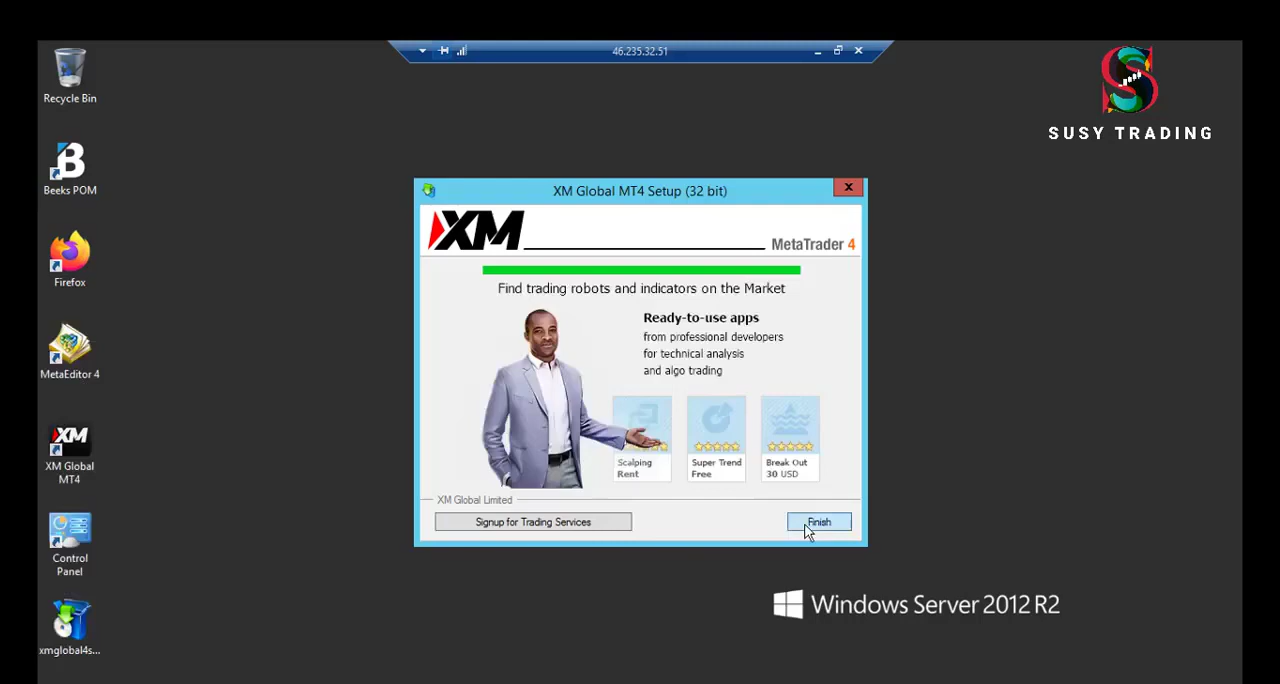 46.235.32.51
Recycle Bin
SUSY TRADING
Beeks POM
XM Global MT4 Setup (32 bit)
XM
MetaTrader 4
Firefox
Find trading robots and indicators on the Market
Ready-to-use apps
from professional developers
for technical analysis
and algo trading
MetaEditor 4
XM
XM Global
MT4
Scalping
Rent
Super Trend
Free
Break Out
30 USD
XM Global Limited
Signup for Trading Services
Finish
Control
Panel
Windows Server 2012 R2
xmglobal4s...